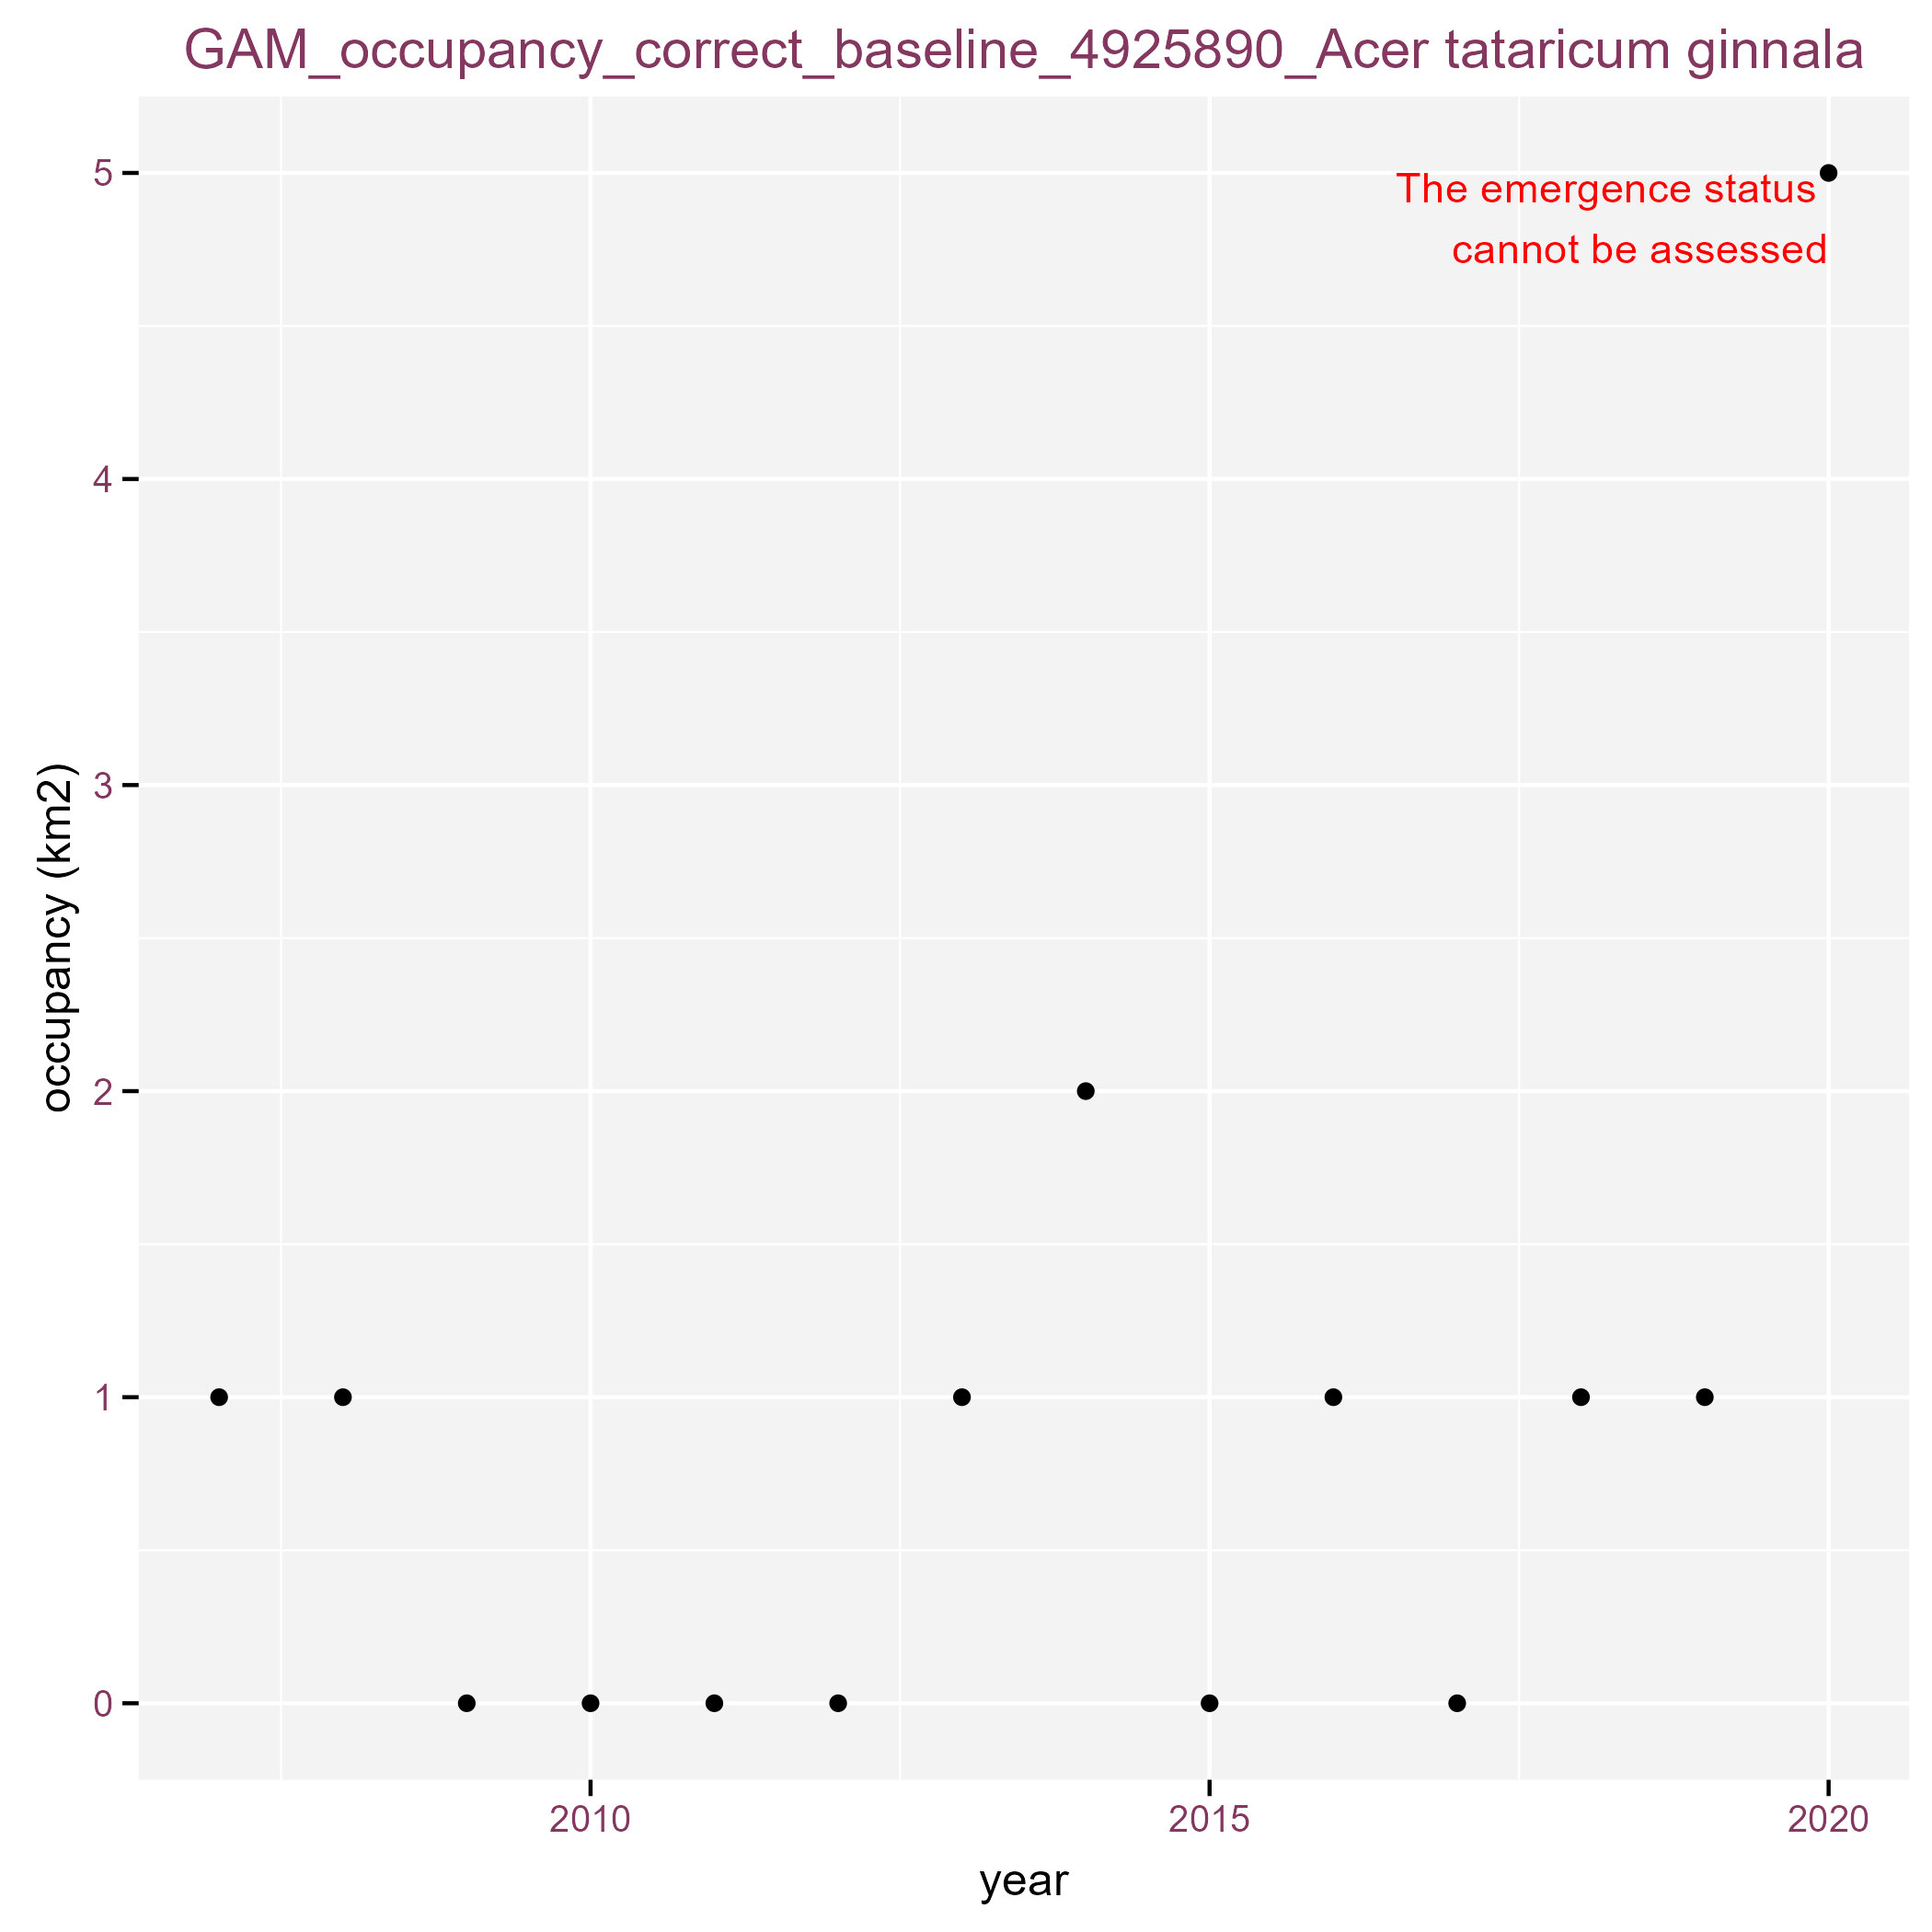 GAM_occupancy_correct_baseline_4925890_Acer tataricum ginnala
The emergence status
cannot be assessed
5
4
3
2
1
0
occupancy (km2)
2010 2015 2020
year